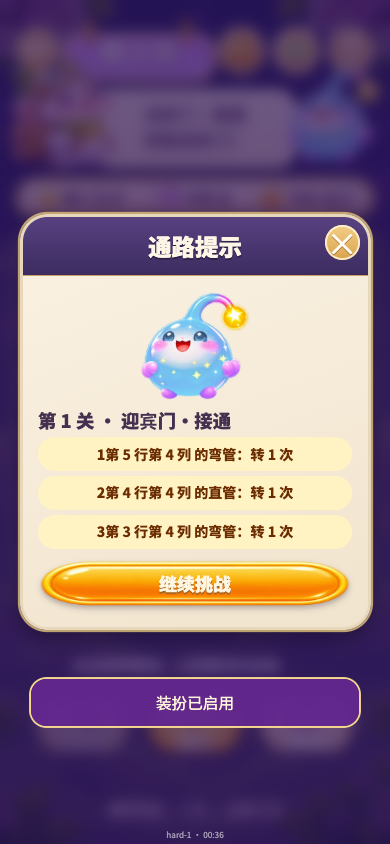 通路提示
第 1 关 · 迎宾门 · 接通
1第 5 行第 4 列 的弯管：转 1 次
2第 4 行第 4 列 的直管：转 1 次
3第 3 行第 4 列 的弯管：转 1 次
继续挑战
装扮已启用
hard-1 · 00:36